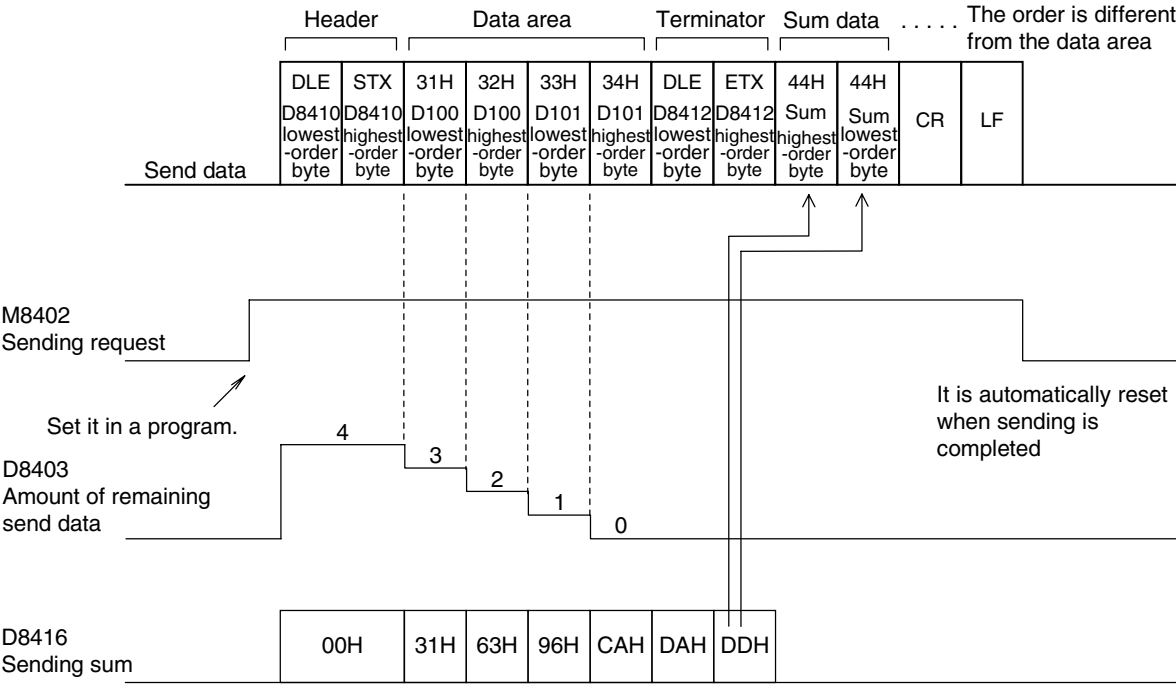 Header
Data area
Terminator
Sum data
. . . . .
The order is different
from the data area
DLE
D8410
lowest
-order
byte
STX
D8410
highest
-order
byte
31H
D100
lowest
-order
byte
32H
D100
highest
-order
byte
33H
D101
lowest
-order
byte
34H
D101
highest
-order
byte
DLE
D8412
lowest
-order
byte
ETX
D8412
highest
-order
byte
44H
Sum
highest
-order
byte
44H
Sum
lowest
-order
byte
CR
LF
Send data
M8402
Sending request
Set it in a program.
It is automatically reset
when sending is
completed
D8403
Amount of remaining
send data
4
3
2
1
0
D8416
Sending sum
00H
31H
63H
96H
CAH
DAH
DDH